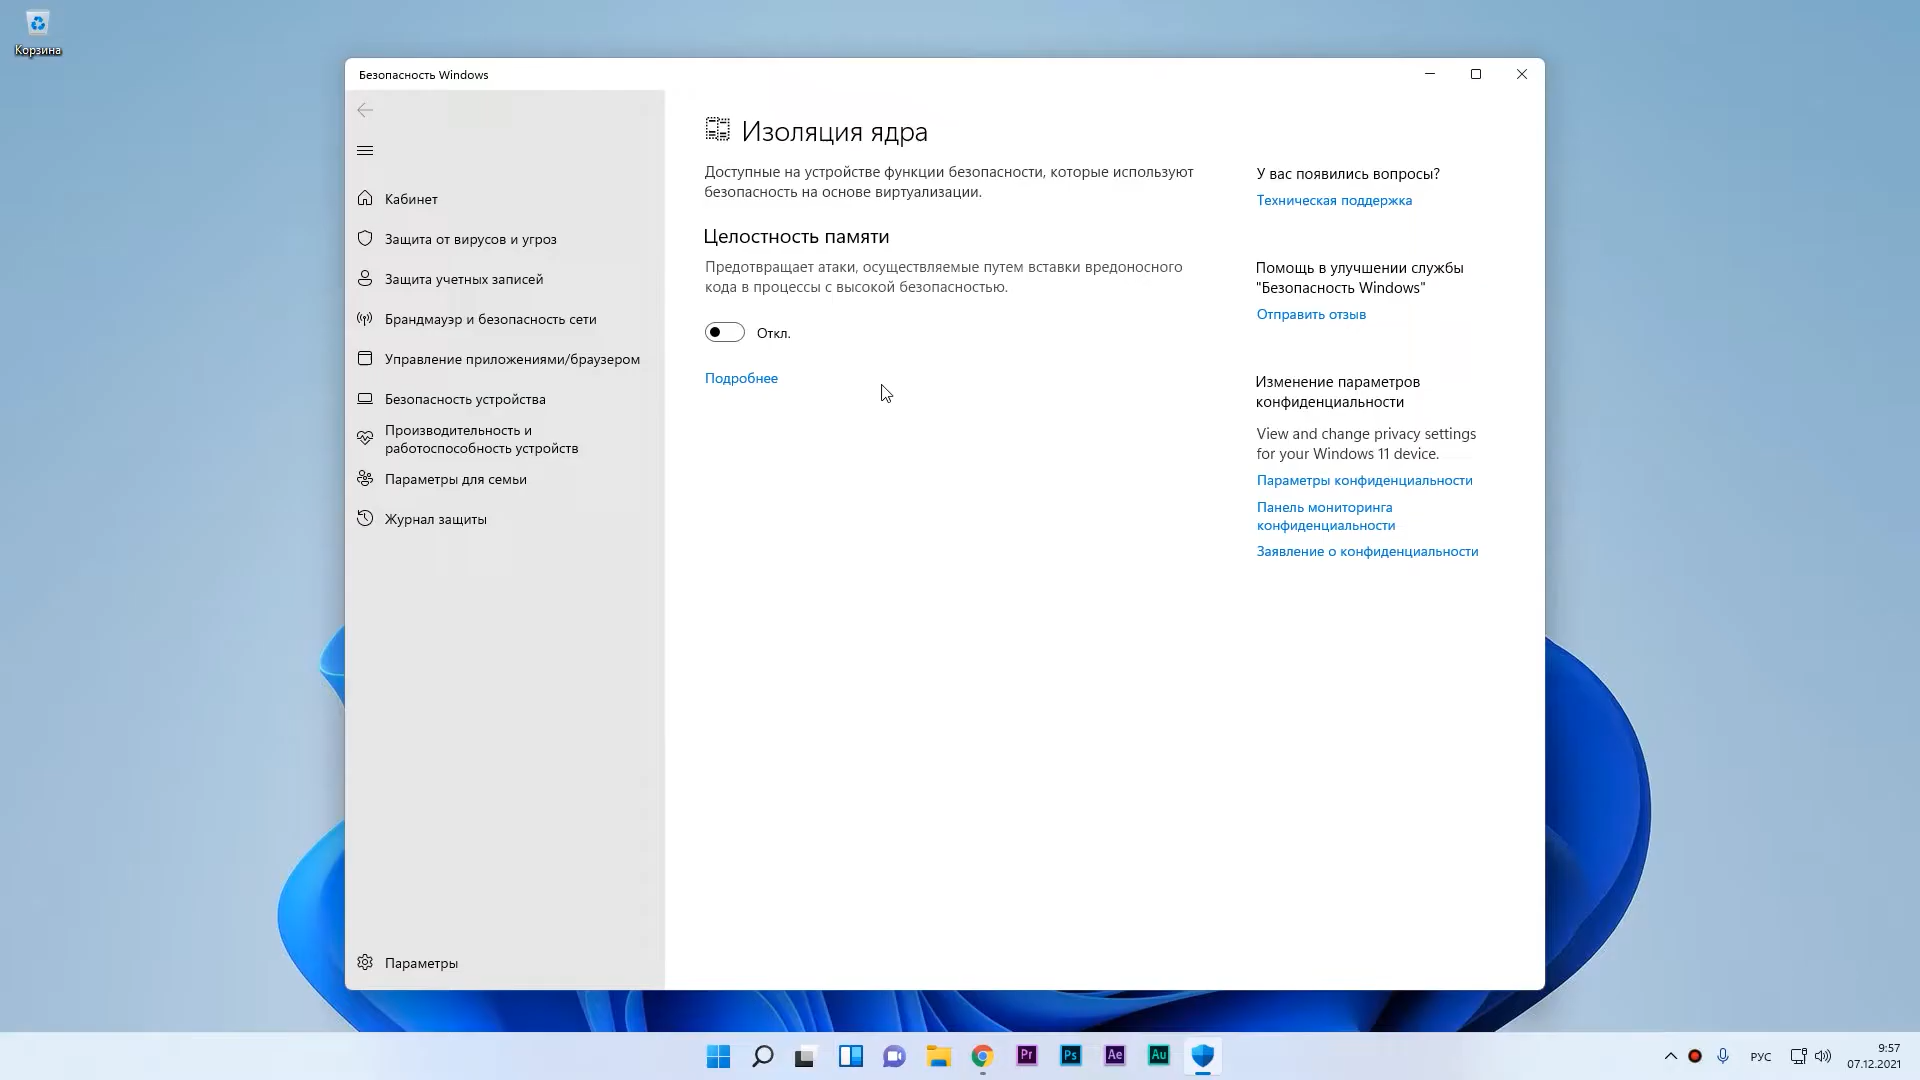 Корзина
Безопасность Windows
Кабинет
Защита от вирусов и угроз
Защита учетных записей
Брандмауэр и безопасность сети
Управление приложениями/браузером
Безопасность устройства
Производительность и
работоспособность устройств
Параметры для семьи
Журнал защиты
Параметры
Изоляция ядра
Доступные на устройстве функции безопасности, которые используют
безопасность на основе виртуализации.
Целостность памяти
Предотвращает атаки, осуществляемые путем вставки вредоносного
кода в процессы с высокой безопасностью.
Откл.
Подробнее
У вас появились вопросы?
Техническая поддержка
Помощь в улучшении службы
"Безопасность Windows"
Отправить отзыв
Изменение параметров
конфиденциальности
View and change privacy settings
for your Windows 11 device.
Параметры конфиденциальности
Панель мониторинга
конфиденциальности
Заявление о конфиденциальности
Pr
Ps
Ae
Au
РУС
9:57
07.12.2021